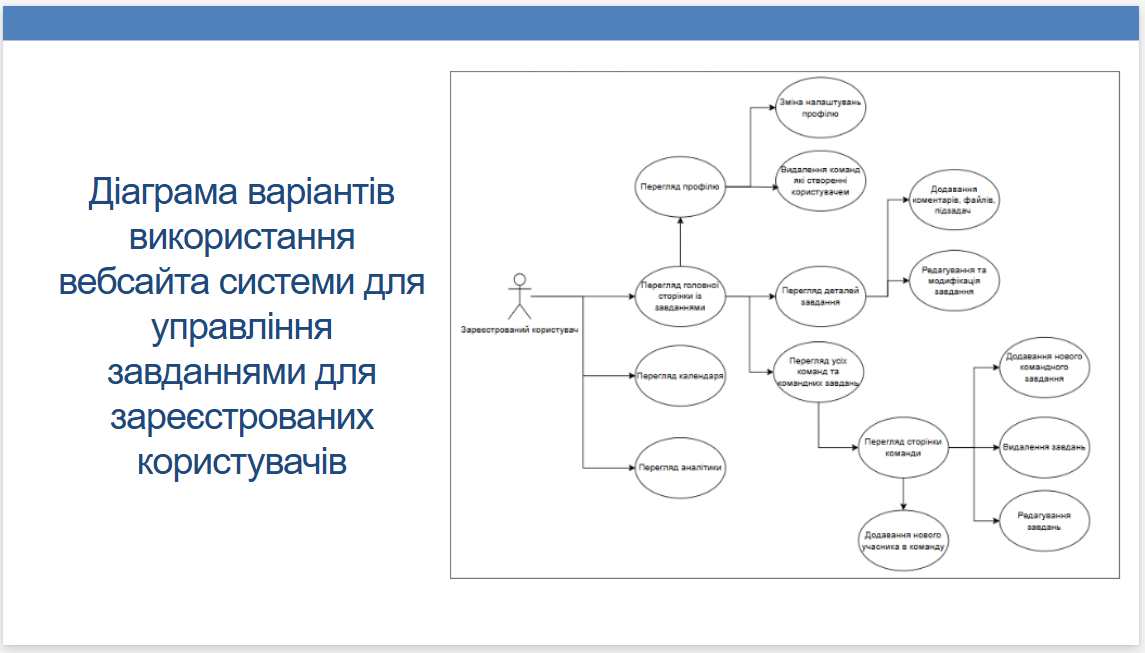 Діаграма варіантів
використання
вебсайта системи для
управління
завданнями для
зареєстрованих
користувачів
Зміна налаштувань
профілю
Перегляд профілю
Видалення команд
які створенні
користувачем
Додавання
коментарів, файлів,
підзадач
Зареєстрований користувач
Перегляд головної
сторінки із
завданнями
Перегляд деталей
завдання
Редагування та
модифікація
завдання
Перегляд календаря
Перегляд усіх
команд та
командних завдань
Додавання нового
командного
завдання
Перегляд аналітики
Перегляд сторінки
команди
Видалення завдань
Редагування
завдань
Додавання нового
учасника в команду